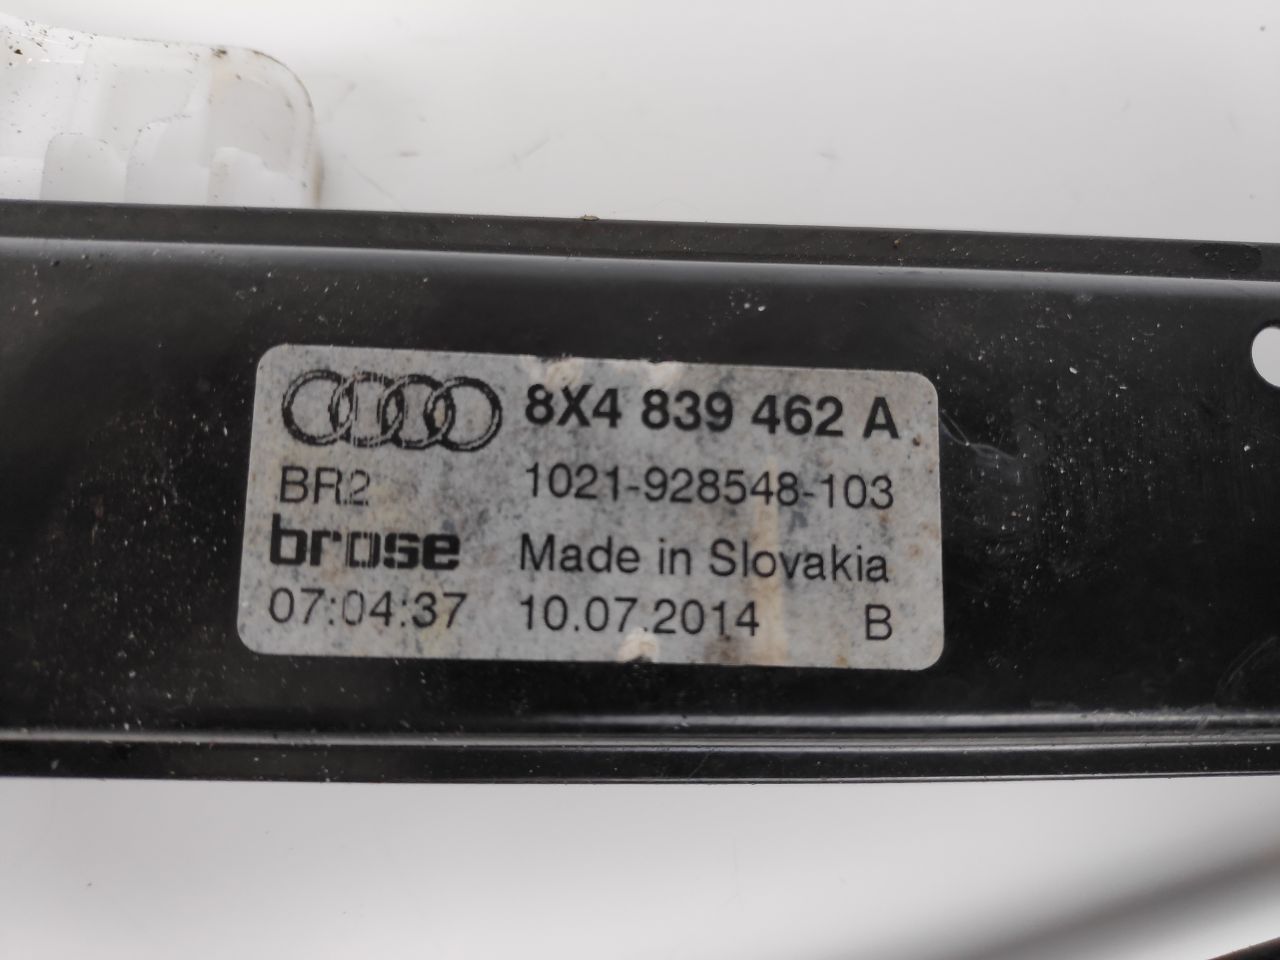 8X4 839 462 A
BR2 1021-928548-103
brose Made in Slovakia
07:04:37 10.07.2014 B